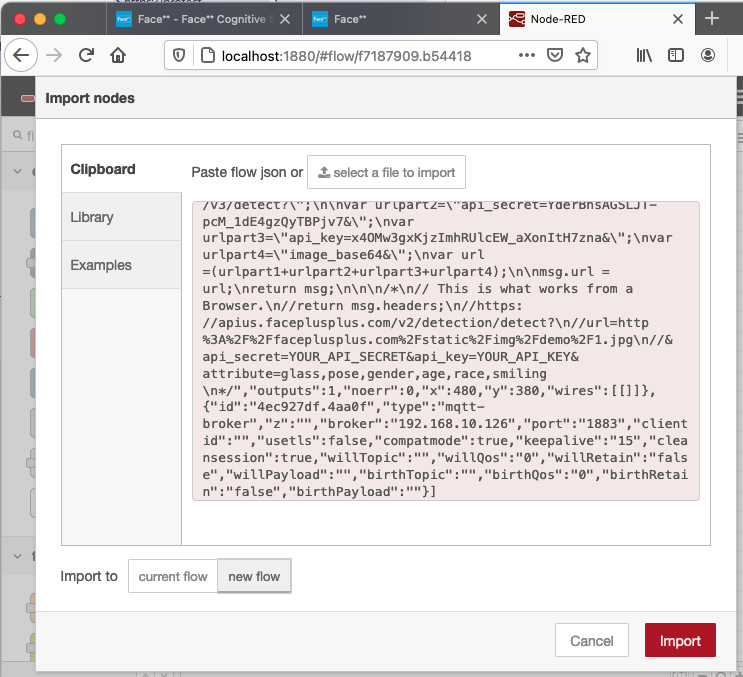 Face** - Face** Cognitive S
Face**
Node-RED
localhost:1880/#flow/f7187909.b54418
Import nodes
Clipboard
Library
Examples
Paste flow json or
select a file to import
/v3/detect?\";\n\nvar urlpart2=\"api_secret=YderBhsAGSLJT-
pcM_1dE4gzQyTBPjv7&\";\nvar
urlpart3=\"api_key=x4OMw3gxKjzImhRUlcEW_aXonItH7zna&\";\nvar
urlpart4=\"image_base64&\";\nvar url
=(urlpart1+urlpart2+urlpart3+urlpart4);\n\nmsg.url =
url;\nreturn msg;\n\n\n/*\n// This is what works from a
Browser.\n//return msg.headers;\n//https:
//apius.faceplusplus.com/v2/detection/detect?\n//url=http
%3A%2F%2Ffaceplusplus.com%2Fstatic%2Fimg%2Fdemo%2F1.jpg\n//&
api_secret=YOUR_API_SECRET&api_key=YOUR_API_KEY&
attribute=glass,pose,gender,age,race,smiling
\n*/","outputs":1,"noerr":0,"x":480,"y":380,"wires":[[]]},
{"id":"4ec927df.4aa0f","type":"mqtt-
broker","z":"","broker":"192.168.10.126","port":"1883","client
id":"","usetls":false,"compatmode":true,"keepalive":"15","clea
nsession":true,"willTopic":"","willQos":"0","willRetain":"fals
e","willPayload":"","birthTopic":"","birthQos":"0","birthRetai
n":"false","birthPayload":""}]
Import to
current flow
new flow
Cancel
Import